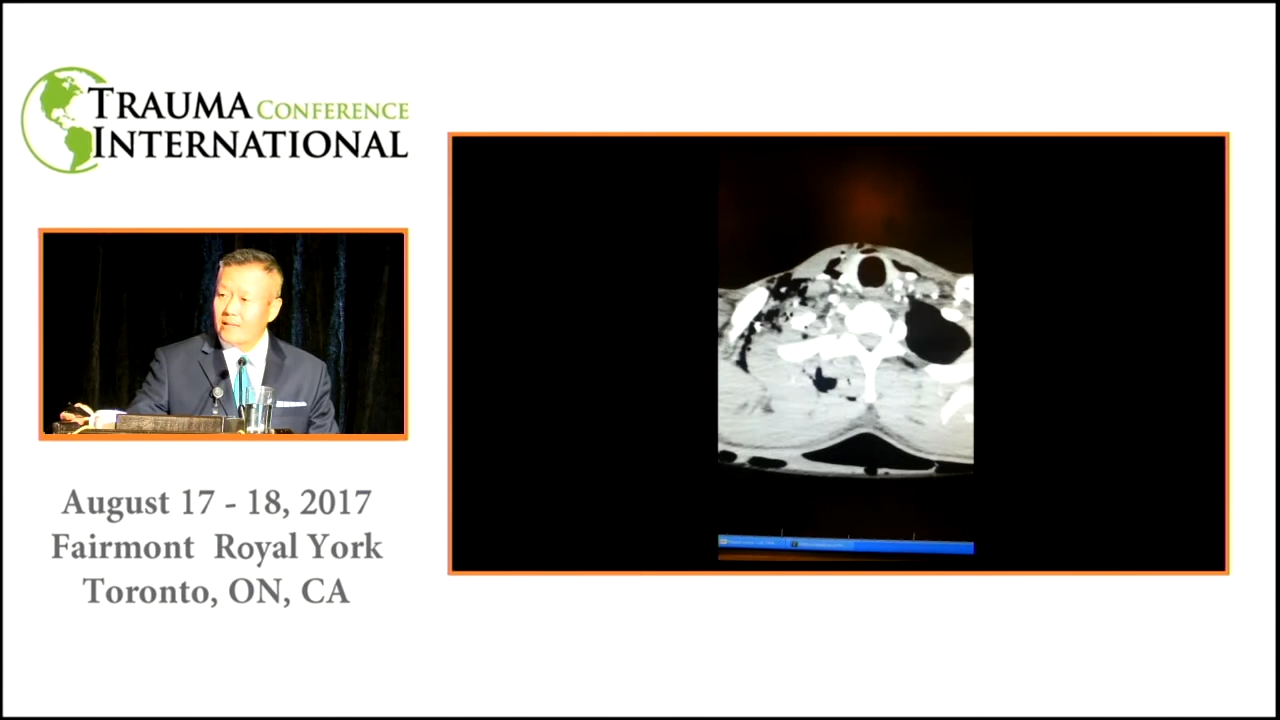 TRAUMA CONFERENCE
INTERNATIONAL
August 17 - 18, 2017
Fairmont Royal York
Toronto, ON, CA